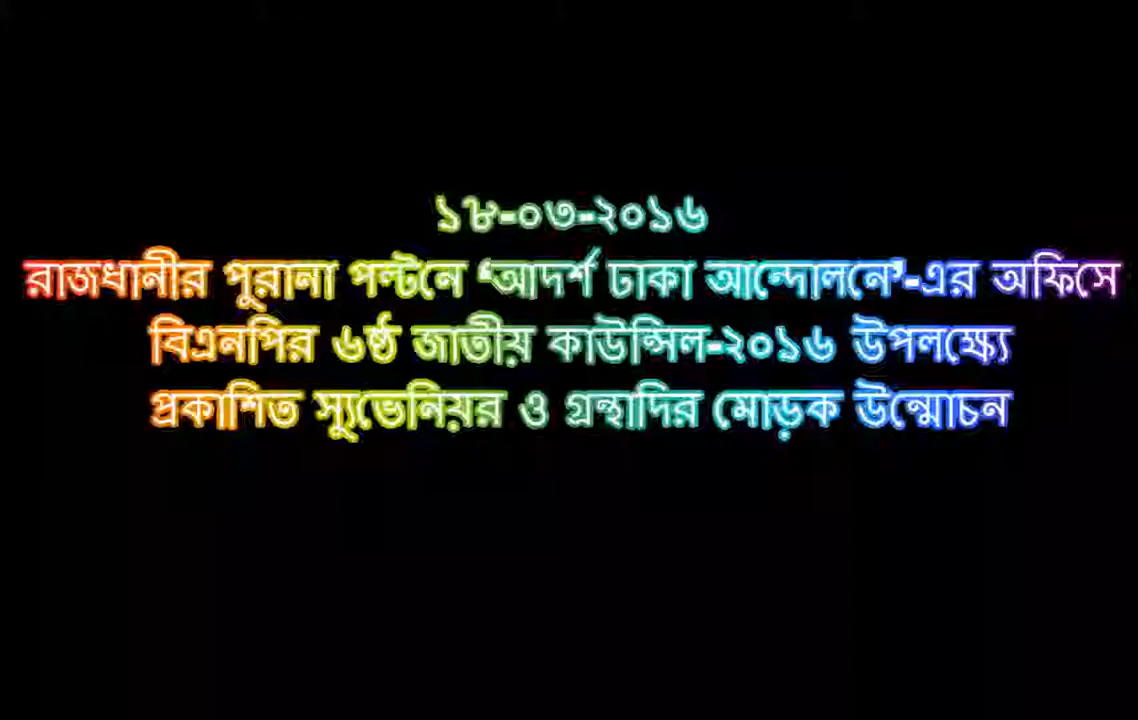 ১৮-০৩-২০১৬
রাজধানীর পুরানা পল্টনে ‘আদর্শ ঢাকা আন্দোলনে’-এর অফিসে
বিএনপির ৬ষ্ঠ জাতীয় কাউন্সিল-২০১৬ উপলক্ষ্যে
প্রকাশিত স্যুভেনিয়র ও গ্রন্থাদির মোড়ক উন্মোচন